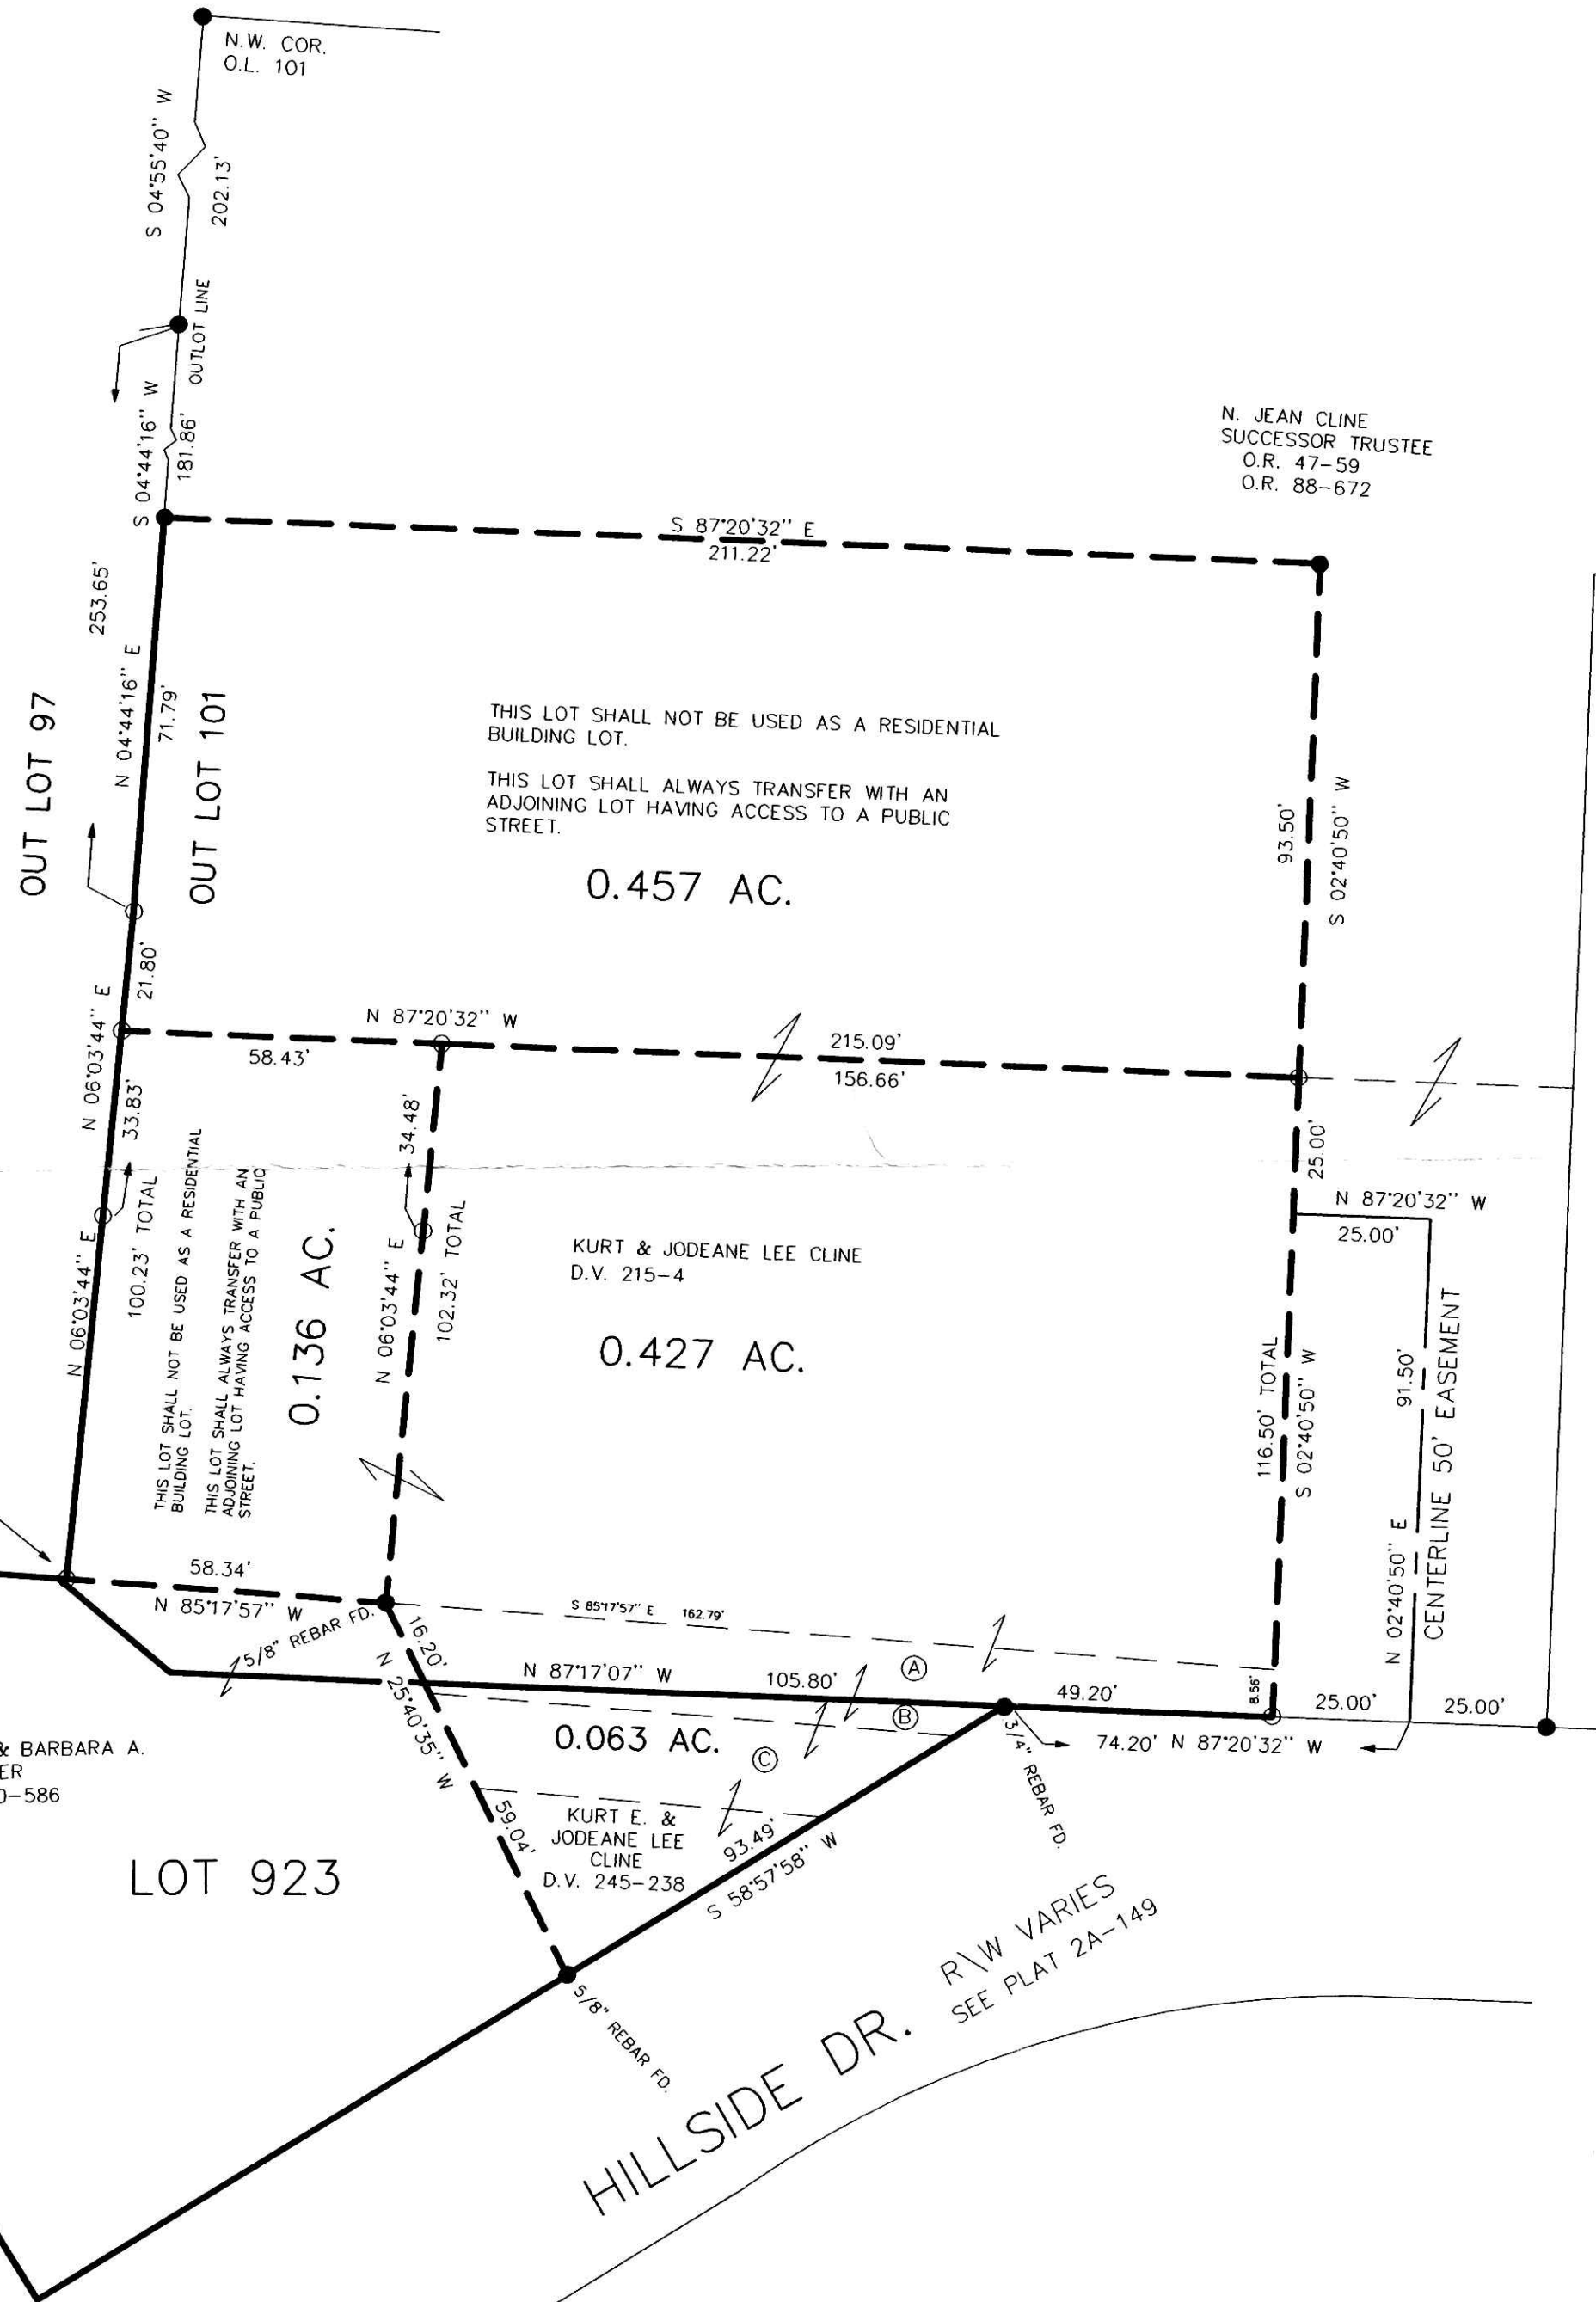 N.W. COR.
O.L. 101
S 04°55'40" W
202.13'
OUTLOT LINE
S 04°44'16" W
181.86'
N. JEAN CLINE
SUCCESSOR TRUSTEE
O.R. 47-59
O.R. 88-672
S 87°20'32" E
211.22'
253.65'
N 04°44'16" E
71.79'
OUT LOT 97
OUT LOT 101
THIS LOT SHALL NOT BE USED AS A RESIDENTIAL
BUILDING LOT.
THIS LOT SHALL ALWAYS TRANSFER WITH AN
ADJOINING LOT HAVING ACCESS TO A PUBLIC
STREET.
0.457 AC.
93.50'
S 02°40'50" W
21.80'
N 06°03'44" E
N 87°20'32" W
58.43'
215.09'
156.66'
33.83'
34.48'
25.00'
N 87°20'32" W
25.00'
N 06°03'44" E
100.23' TOTAL
THIS LOT SHALL NOT BE USED AS A RESIDENTIAL
BUILDING LOT.
THIS LOT SHALL ALWAYS TRANSFER WITH AN
ADJOINING LOT HAVING ACCESS TO A PUBLIC
STREET.
0.136 AC.
N 06°03'44" E
102.32' TOTAL
KURT & JODEANE LEE CLINE
D.V. 215-4
0.427 AC.
116.50' TOTAL
S 02°40'50" W
91.50'
N 02°40'50" E
CENTERLINE 50' EASEMENT
58.34'
N 85°17'57" W
5/8" REBAR FD.
16.20'
S 85°17'57" E 162.79'
N 87°17'07" W
105.80'
A
49.20'
8.56'
25.00'
25.00'
N 25°40'35" W
B
0.063 AC.
C
3/4" REBAR FD.
74.20' N 87°20'32" W
& BARBARA A.
ER
0-586
59.04'
KURT E. &
JODEANE LEE
CLINE
D.V. 245-238
93.49'
S 58°57'58" W
LOT 923
5/8" REBAR FD.
R\W VARIES
SEE PLAT 2A-149
HILLSIDE DR.